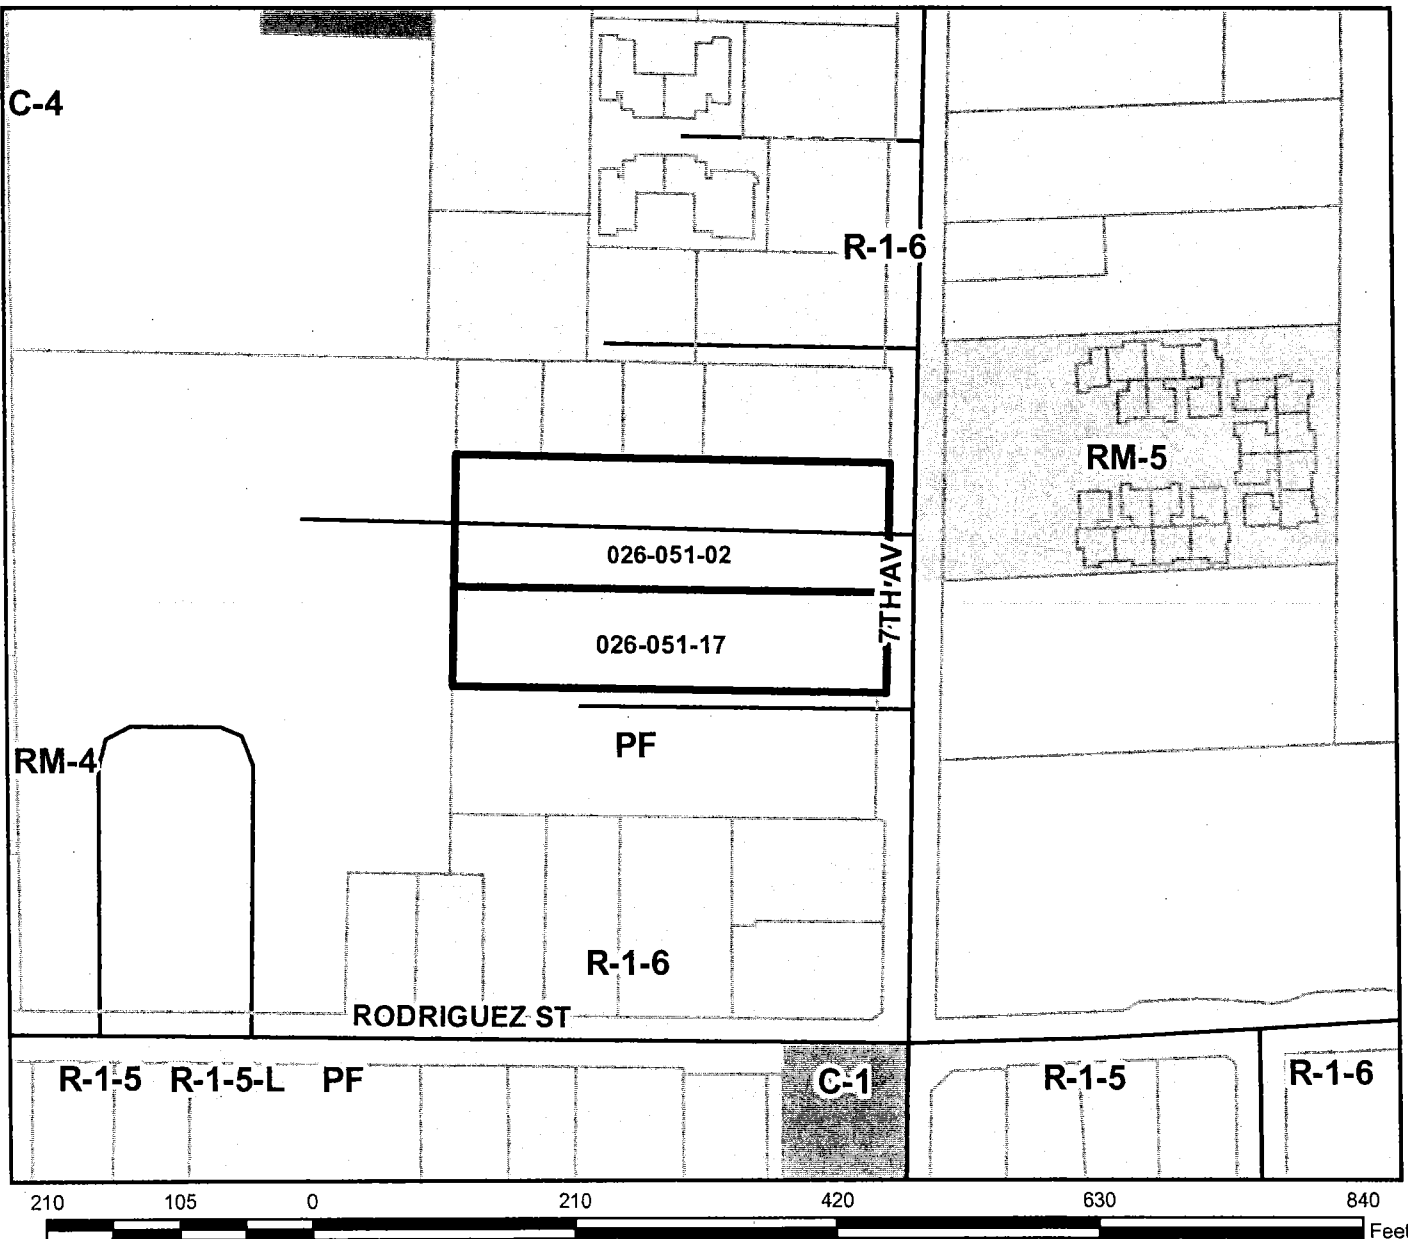 C-4
R-1-6
RM-5
026-051-02
7TH AV
026-051-17
PF
RM-4
R-1-6
RODRIGUEZ ST
R-1-5 R-1-5-L PF C-1 R-1-5 R-1-6
210 105 0 210 420 630 840
Feet